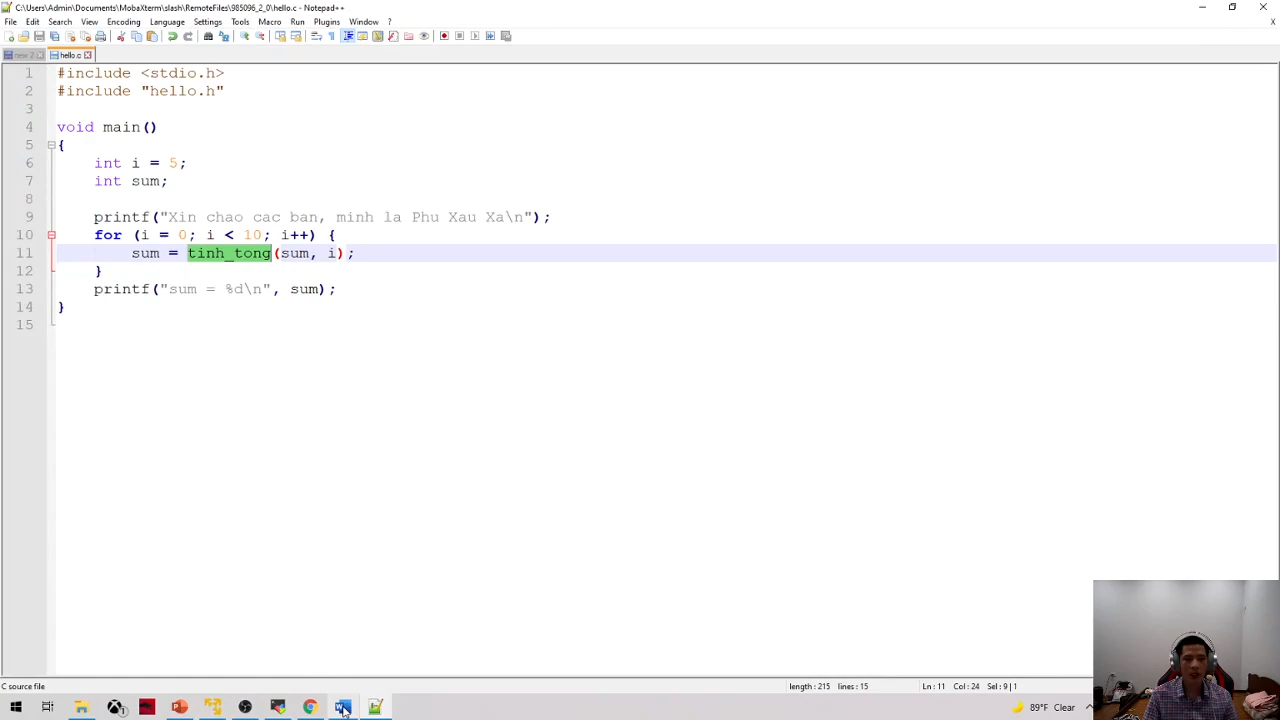 C:\Users\Admin\Documents\MobaXterm\slash\RemoteFiles\985096_2_0\hello.c - Notepad++
File Edit Search View Encoding Language Settings Tools Macro Run Plugins Window ?
X
new 2 hello.c
1 #include <stdio.h>
2 #include "hello.h"
3
4 void main()
5 {
6 int i = 5;
7 int sum;
8
9 printf("Xin chao cac ban, minh la Phu Xau Xa\n");
10 for (i = 0; i < 10; i++) {
11 sum = tinh_tong(sum, i);
12 }
13 printf("sum = %d\n", sum);
14 }
15
C source file length : 215 lines : 15 Ln : 11 Col : 24 Sel : 9 | 1
89°F Clear